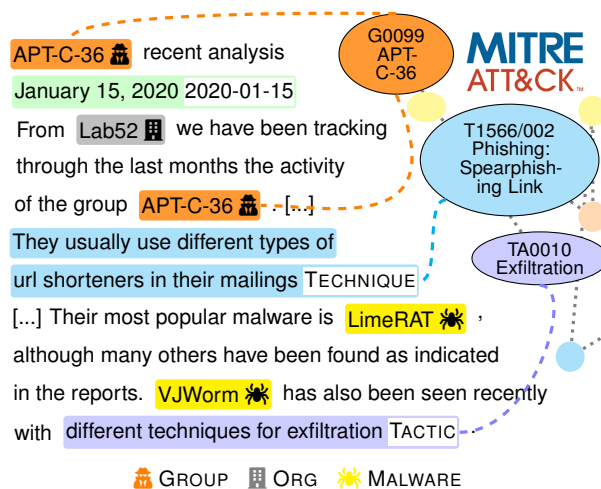 APT-C-36 recent analysis
January 15, 2020 2020-01-15
From Lab52 we have been tracking
through the last months the activity
of the group APT-C-36 . [...]
They usually use different types of
url shorteners in their mailings TECHNIQUE
[...] Their most popular malware is LimeRAT ,
although many others have been found as indicated
in the reports. VJWorm has also been seen recently
with different techniques for exfiltration TACTIC .
G0099
APT-
C-36
MITRE
ATT&CK™
T1566/002
Phishing:
Spearphish-
ing Link
TA0010
Exfiltration
GROUP ORG MALWARE